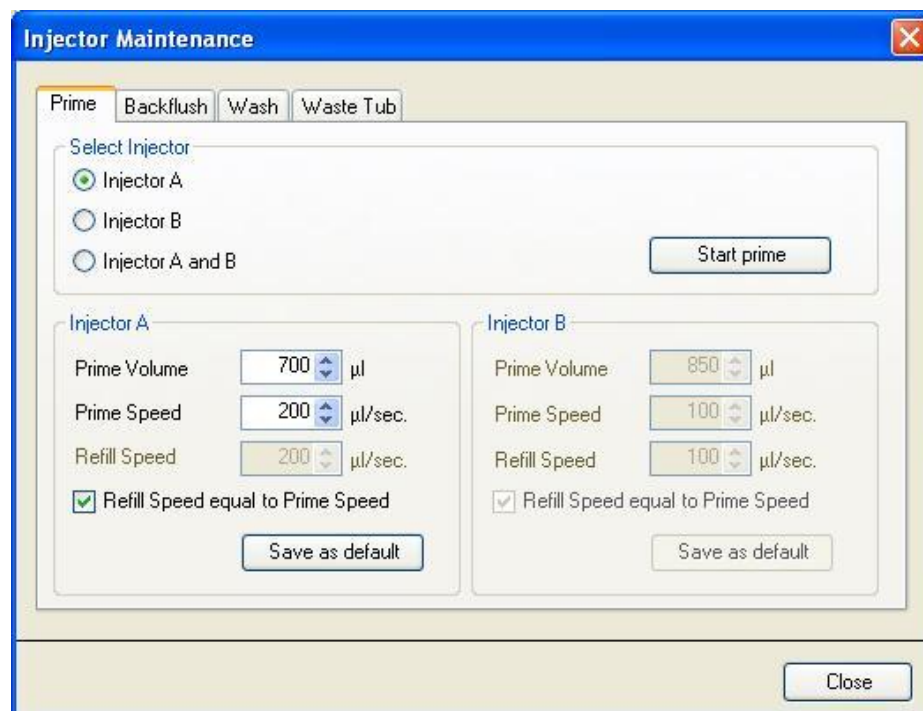 Injector Maintenance
Prime Backflush Wash Waste Tub
Select Injector
Injector A
Injector B
Injector A and B
Start prime
Injector A
Prime Volume 700 µl
Prime Speed 200 µl/sec.
Refill Speed 200 µl/sec.
Refill Speed equal to Prime Speed
Save as default
Injector B
Prime Volume 850 µl
Prime Speed 100 µl/sec.
Refill Speed 100 µl/sec.
Refill Speed equal to Prime Speed
Save as default
Close